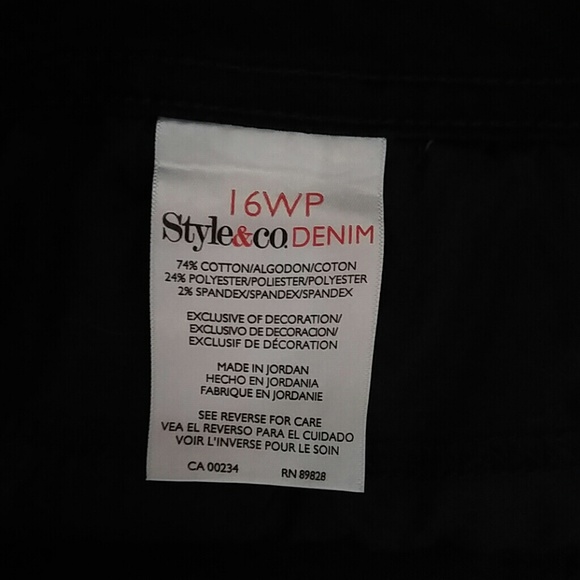 16WP
Style&co. DENIM
74% COTTON/ALGODON/COTON
24% POLYESTER/POLIESTER/POLYESTER
2% SPANDEX/SPANDEX/SPANDEX
EXCLUSIVE OF DECORATION/
EXCLUSIVO DE DECORACION/
EXCLUSIF DE DÉCORATION
MADE IN JORDAN
HECHO EN JORDANIA
FABRIQUE EN JORDANIE
SEE REVERSE FOR CARE
VEA EL REVERSO PARA EL CUIDADO
VOIR L'INVERSE POUR LE SOIN
CA 00234 RN 89828